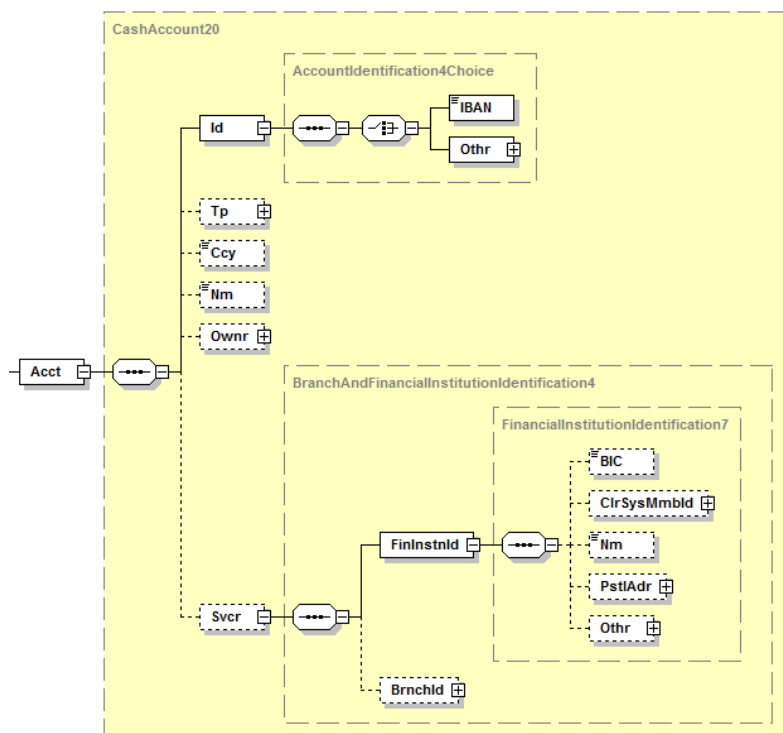 CashAccount20
AccountIdentification4Choice
IBAN
Id
Othr
Tp
Ccy
Nm
Ownr
Acct
BranchAndFinancialInstitutionIdentification4
FinancialInstitutionIdentification7
BIC
ClrSysMmbId
FinInstnId
Nm
PstlAdr
Svcr
Othr
BrnchId